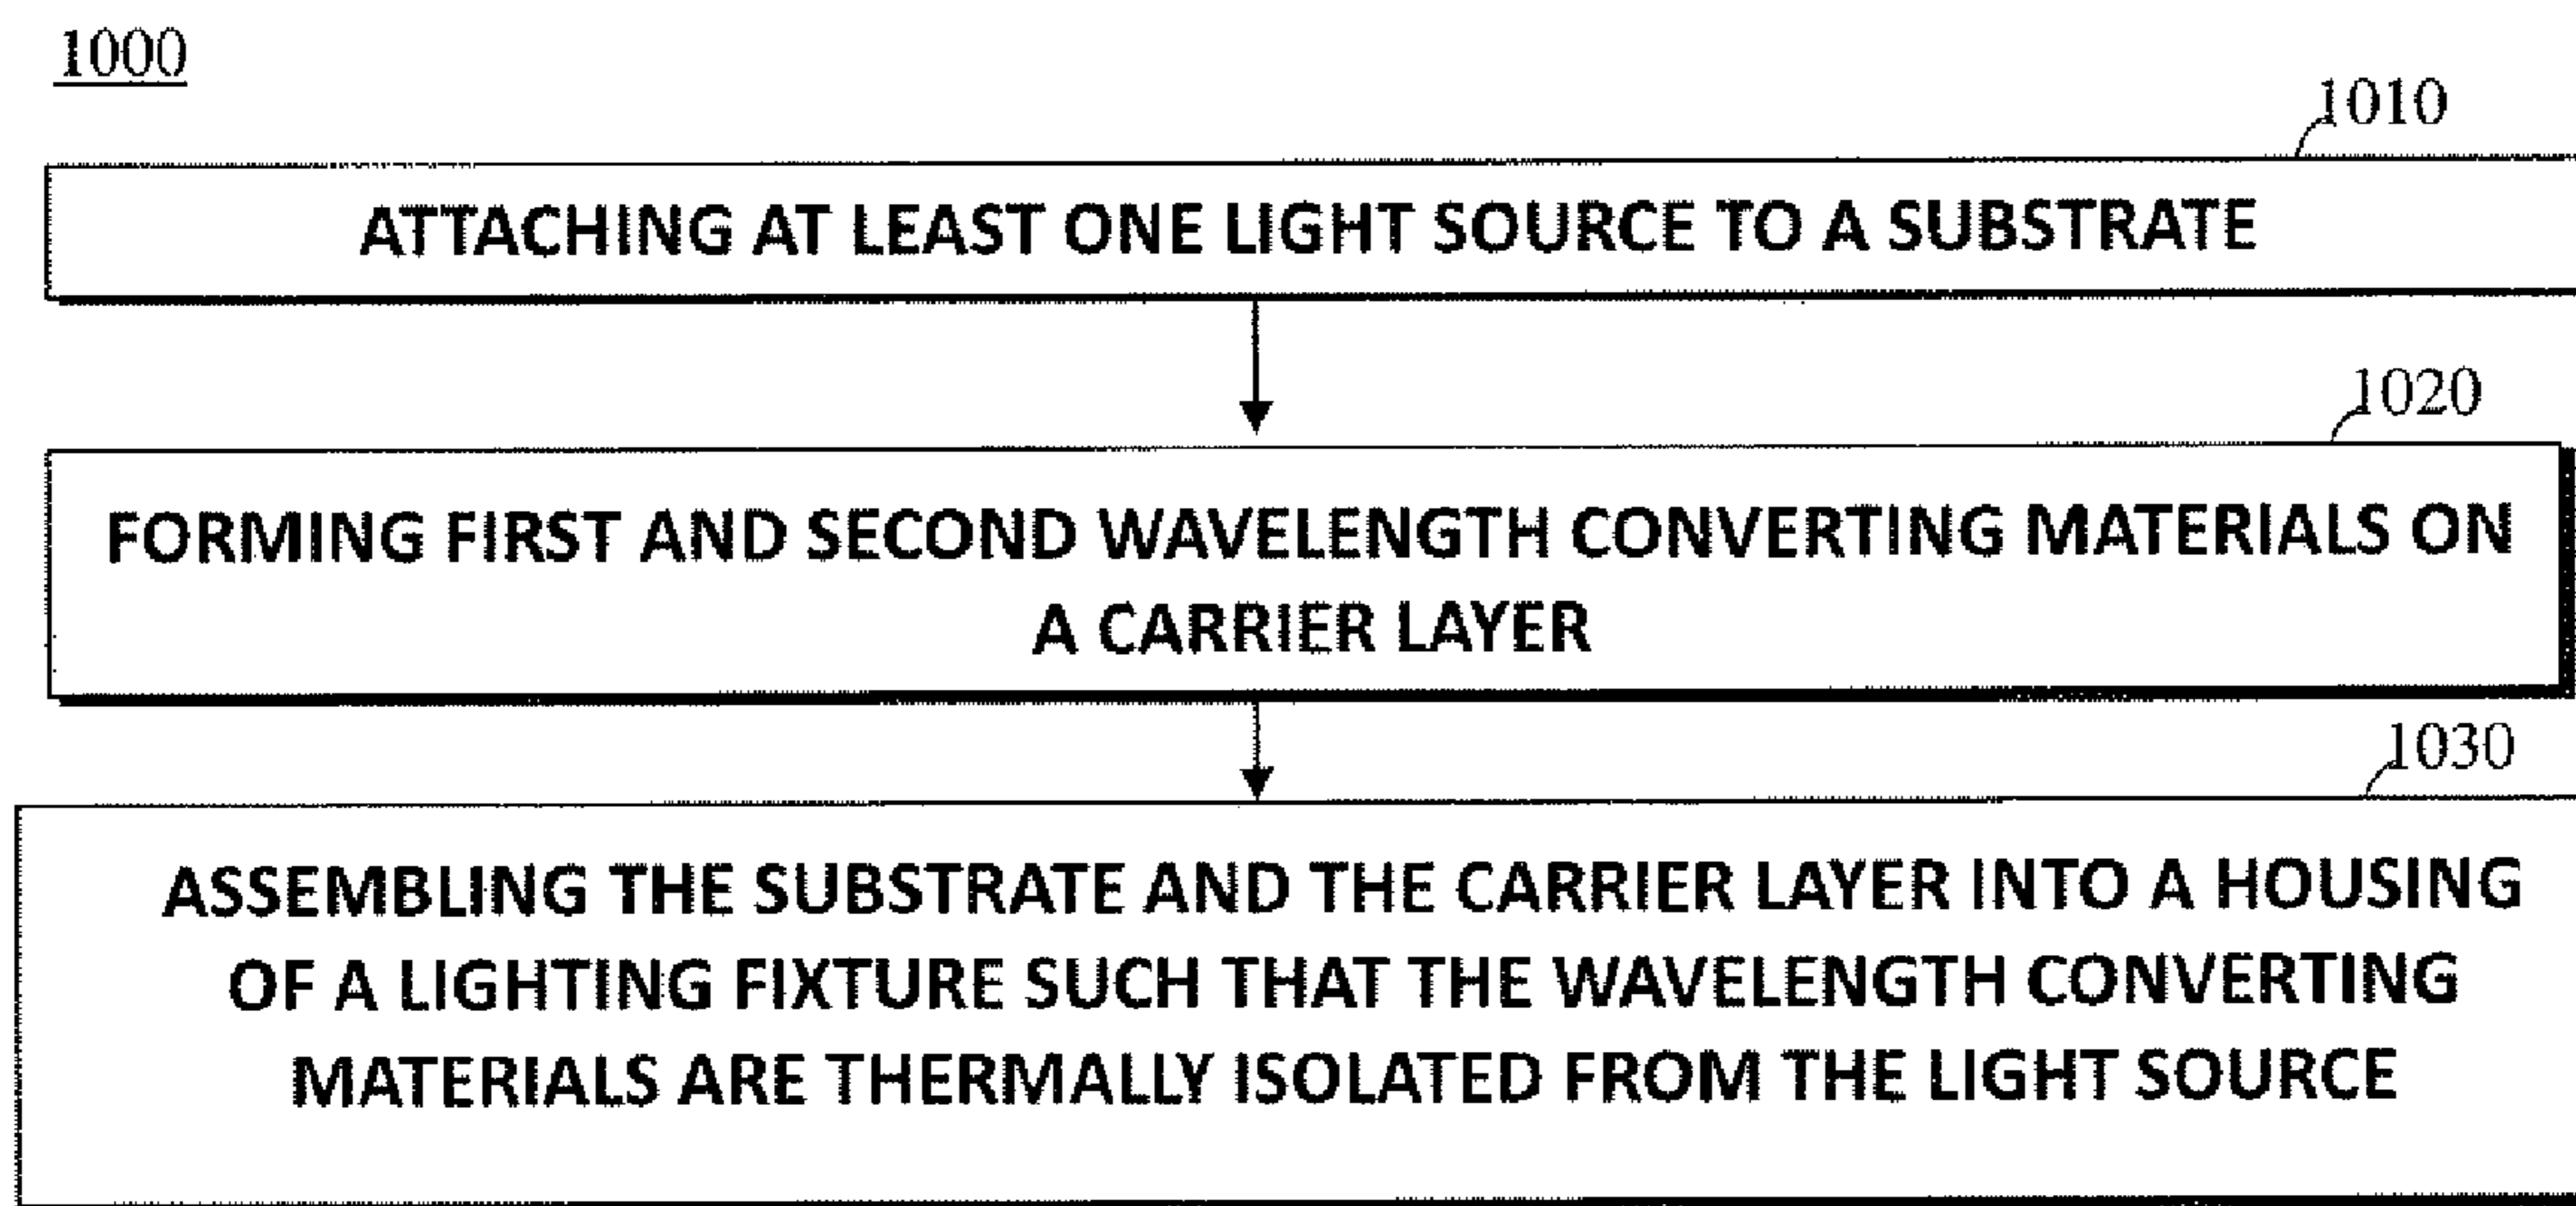 1000
1010
ATTACHING AT LEAST ONE LIGHT SOURCE TO A SUBSTRATE
1020
FORMING FIRST AND SECOND WAVELENGTH CONVERTING MATERIALS ON
A CARRIER LAYER
1030
ASSEMBLING THE SUBSTRATE AND THE CARRIER LAYER INTO A HOUSING
OF A LIGHTING FIXTURE SUCH THAT THE WAVELENGTH CONVERTING
MATERIALS ARE THERMALLY ISOLATED FROM THE LIGHT SOURCE